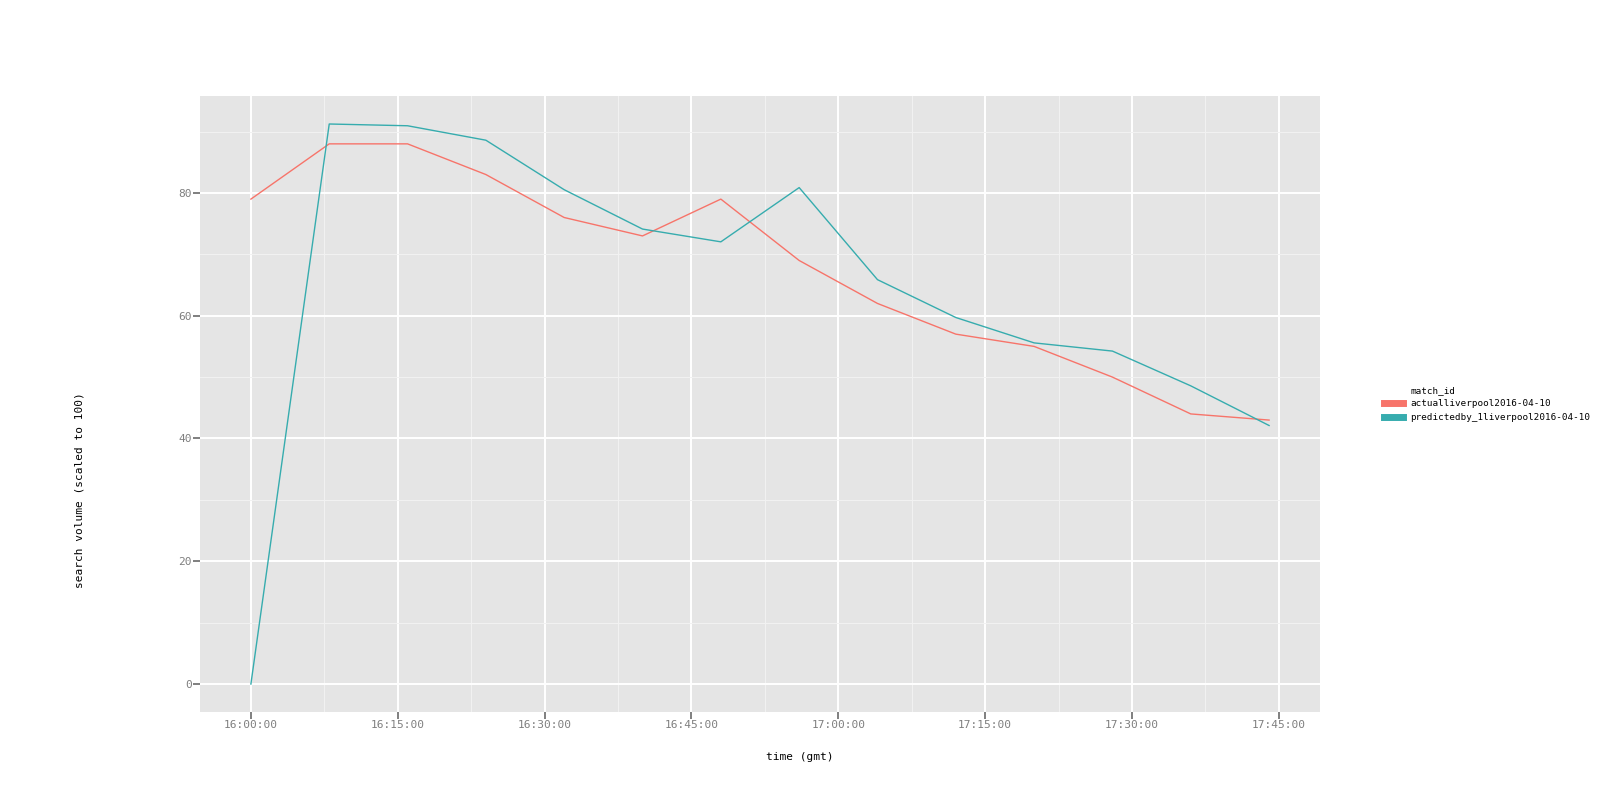 80
60
40
20
0
search volume (scaled to 100)
16:00:00 16:15:00 16:30:00 16:45:00 17:00:00 17:15:00 17:30:00 17:45:00
time (gmt)
match_id
actualliverpool2016-04-10
predictedby_1liverpool2016-04-10